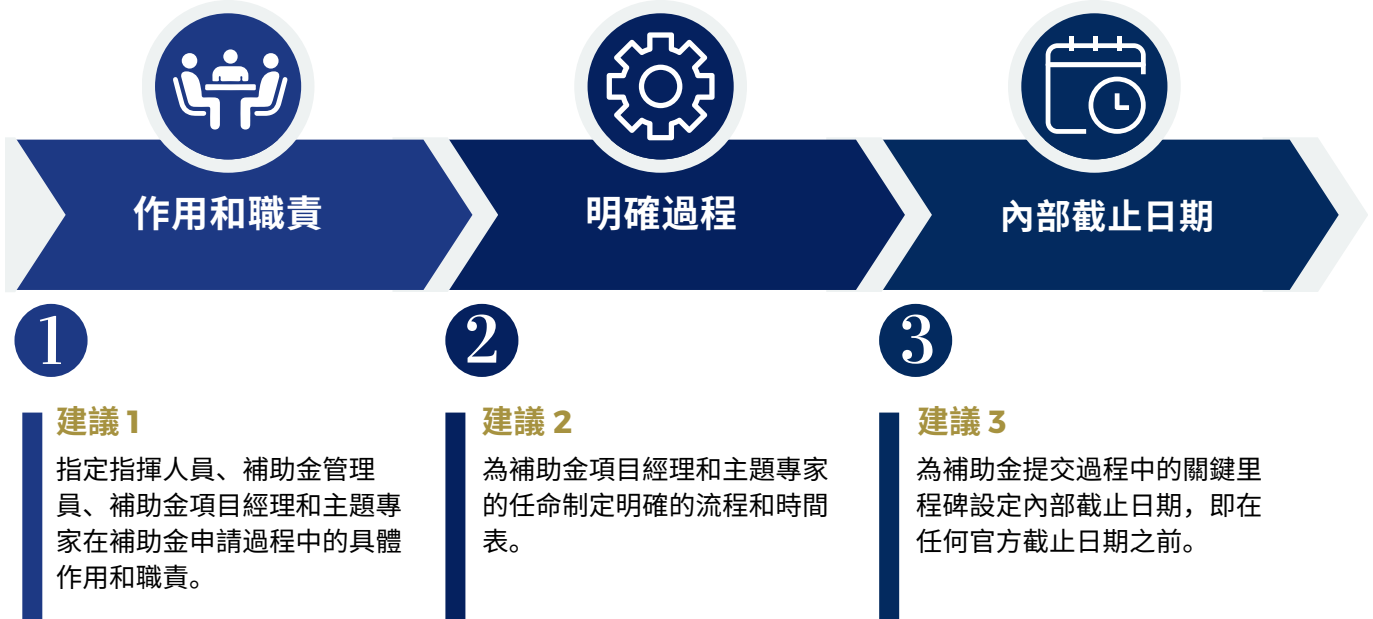 作用和職責
明確過程
內部截止日期
1
2
3
建議 1
指定指揮人員、補助金管理
員、補助金項目經理和主題專
家在補助金申請過程中的具體
作用和職責。
建議 2
為補助金項目經理和主題專家
的任命制定明確的流程和時間
表。
建議 3
為補助金提交過程中的關鍵里
程碑設定內部截止日期，即在
任何官方截止日期之前。